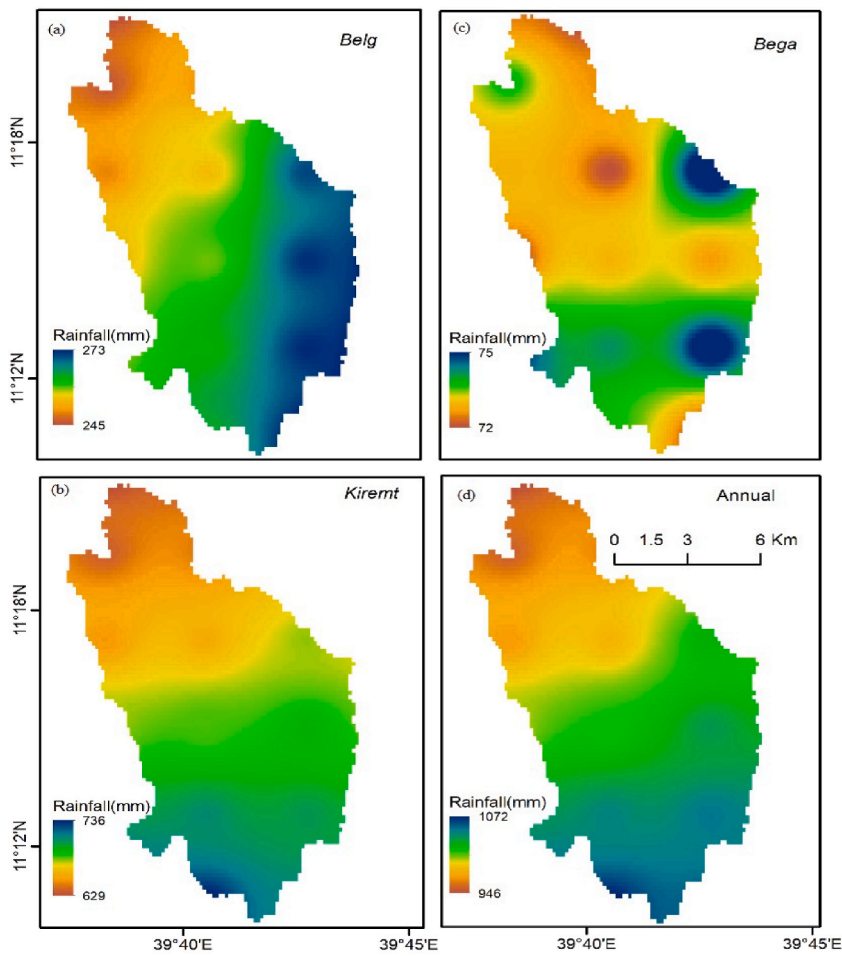 (a)
Belg
11°18'N
11°12'N
Rainfall(mm)
273
245
(c)
Bega
Rainfall(mm)
75
72
(b)
Kiremt
11°18'N
11°12'N
Rainfall(mm)
736
629
39°40'E
39°45'E
(d)
Annual
0 1.5 3 6 Km
Rainfall(mm)
1072
946
39°40'E
39°45'E